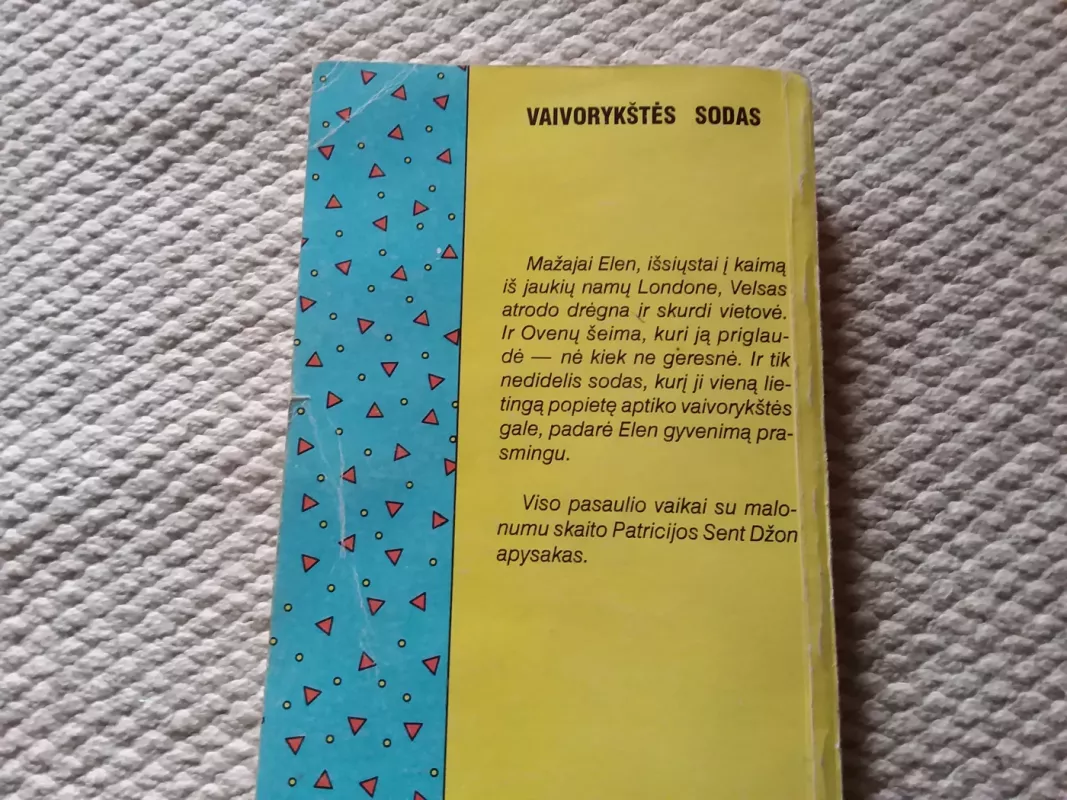 VAIVORYKŠTĖS SODAS
Mažajai Elen, išsiųstai į kaimą
iš jaukių namų Londone, Velsas
atrodo drėgna ir skurdi vietovė.
Ir Ovenų šeima, kuri ją priglau-
dė — nė kiek ne geresnė. Ir tik
nedidelis sodas, kurį ji vieną lie-
tingą popietę aptiko vaivorykštės
gale, padarė Elen gyvenimą pra-
smingu.
Viso pasaulio vaikai su malo-
numu skaito Patricijos Sent Džon
apysakas.